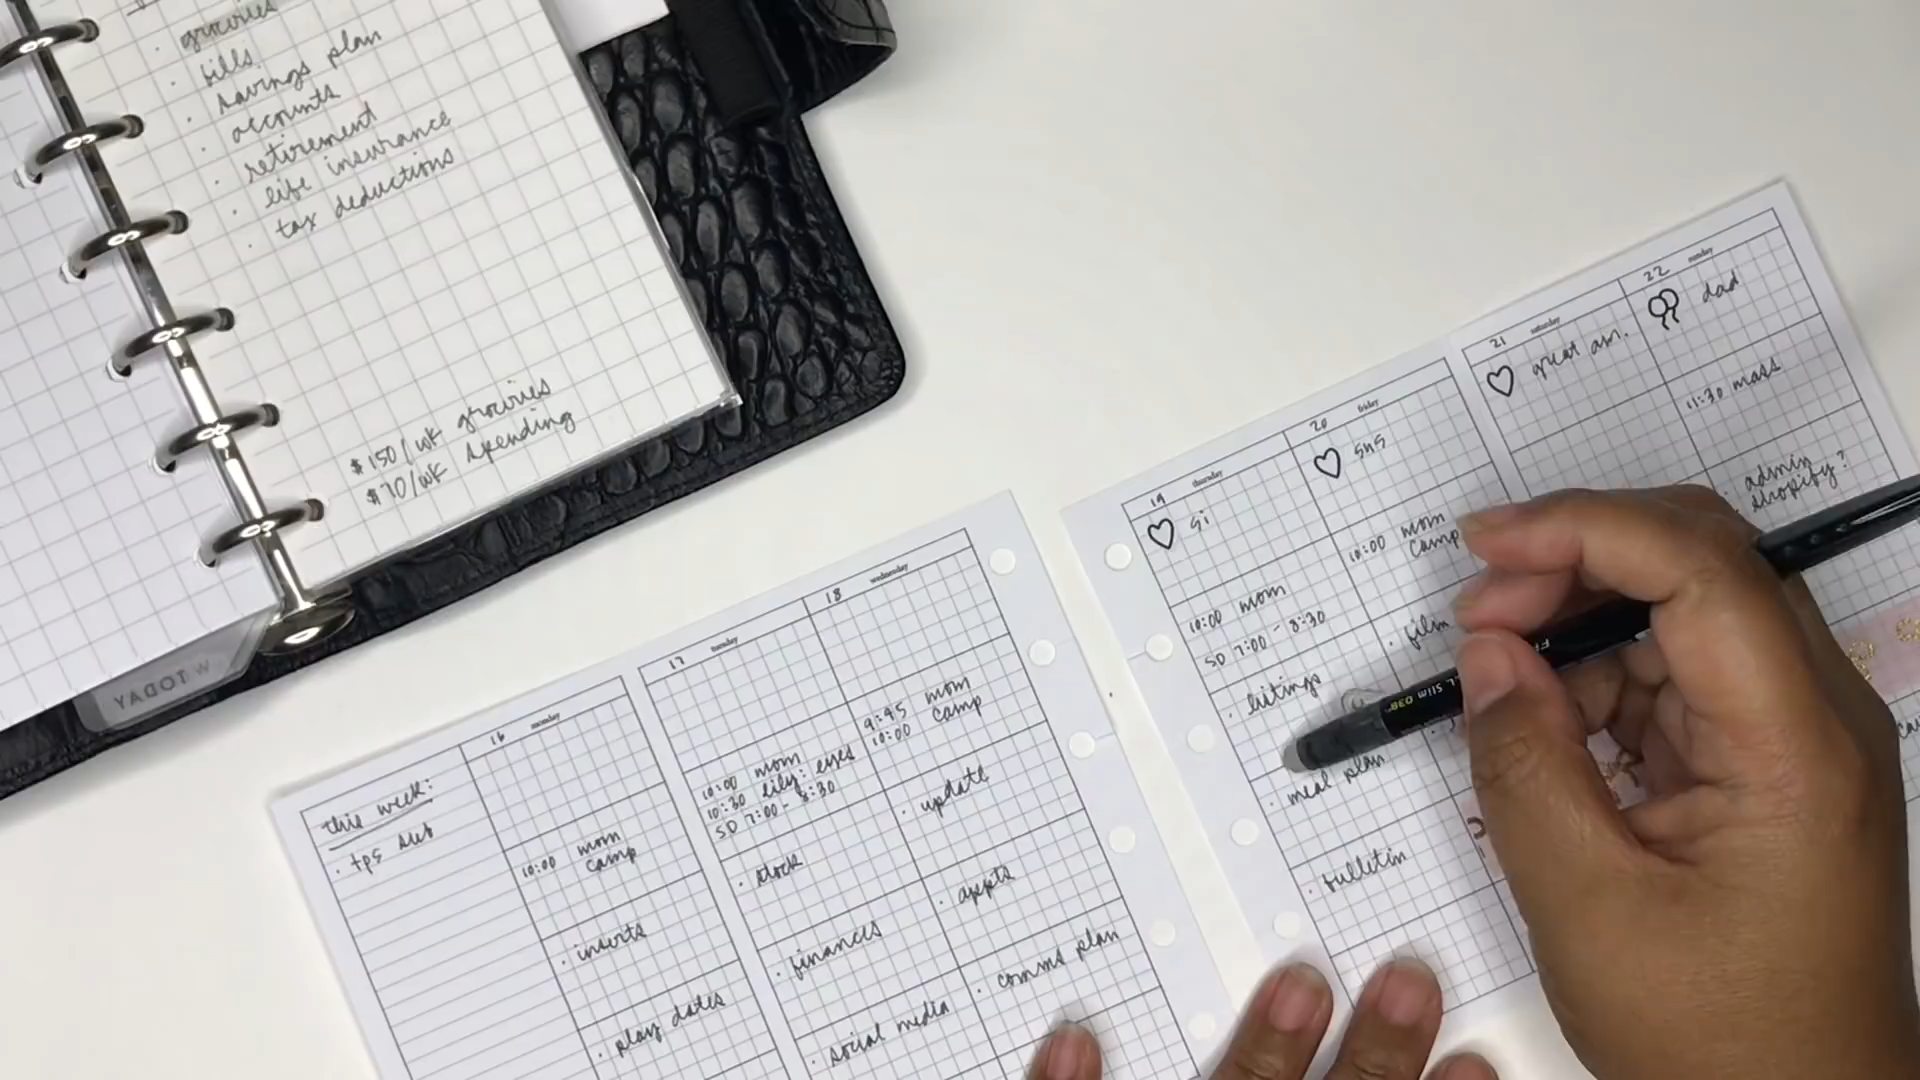 groceries
· bills
· savings plan
· accounts
· retirement
· life insurance
· tax deductions
$150/wk groceries
$70/wk spending
W TODAY
this week:
· tps sub
16 monday
10:00 mom
camp
· inserts
· play dates
17 tuesday
10:00 mom
10:30 lily: eyes
SD 7:00 - 8:30
· stock
· finances
· social media
18 wednesday
9:45 mom
10:00 camp
· update
· appts
· comms plan
19 thursday
si
10:00 mom
SD 7:00 - 8:30
· listings
· meal plan
· bulletin
20 friday
sns
10:00 mom
camp
· film
21 saturday
great am.
22 sunday
dad
11:30 mass
· admin
shopify?
Slim 038